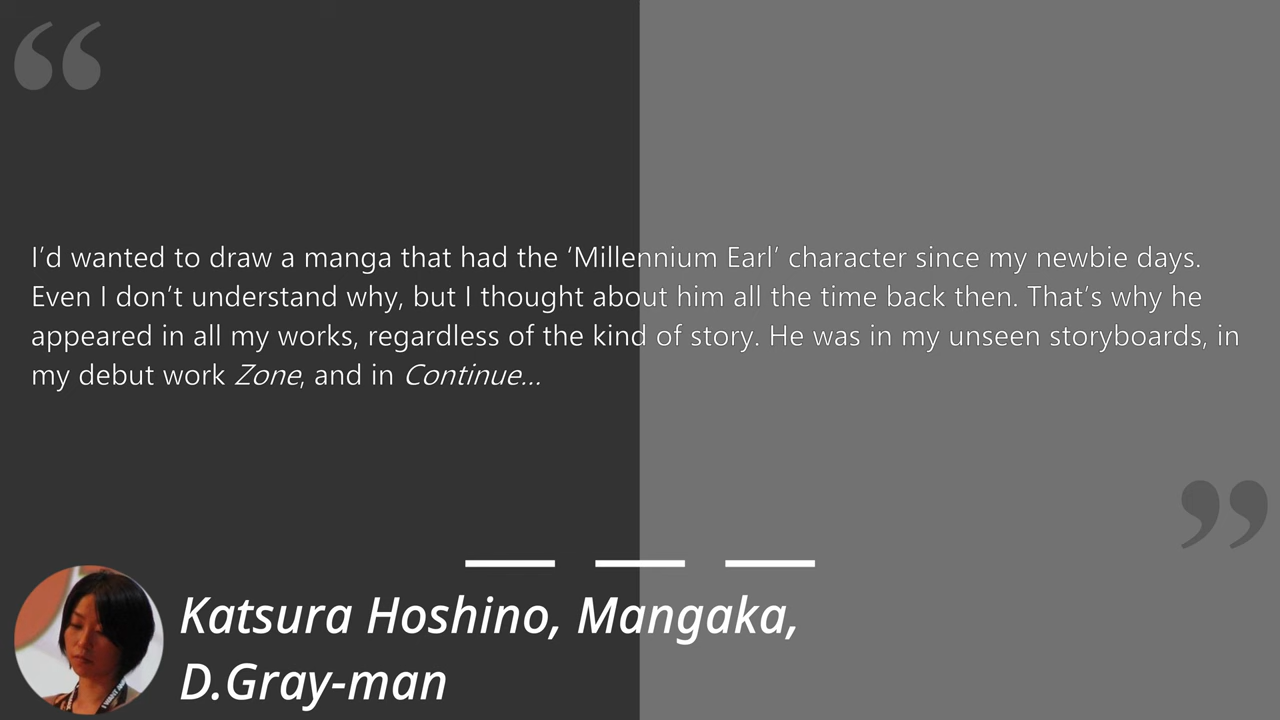 “
I’d wanted to draw a manga that had the ‘Millennium Earl’ character since my newbie days.
Even I don’t understand why, but I thought about him all the time back then. That’s why he
appeared in all my works, regardless of the kind of story. He was in my unseen storyboards, in
my debut work Zone, and in Continue...
”
Katsura Hoshino, Mangaka,
D.Gray-man